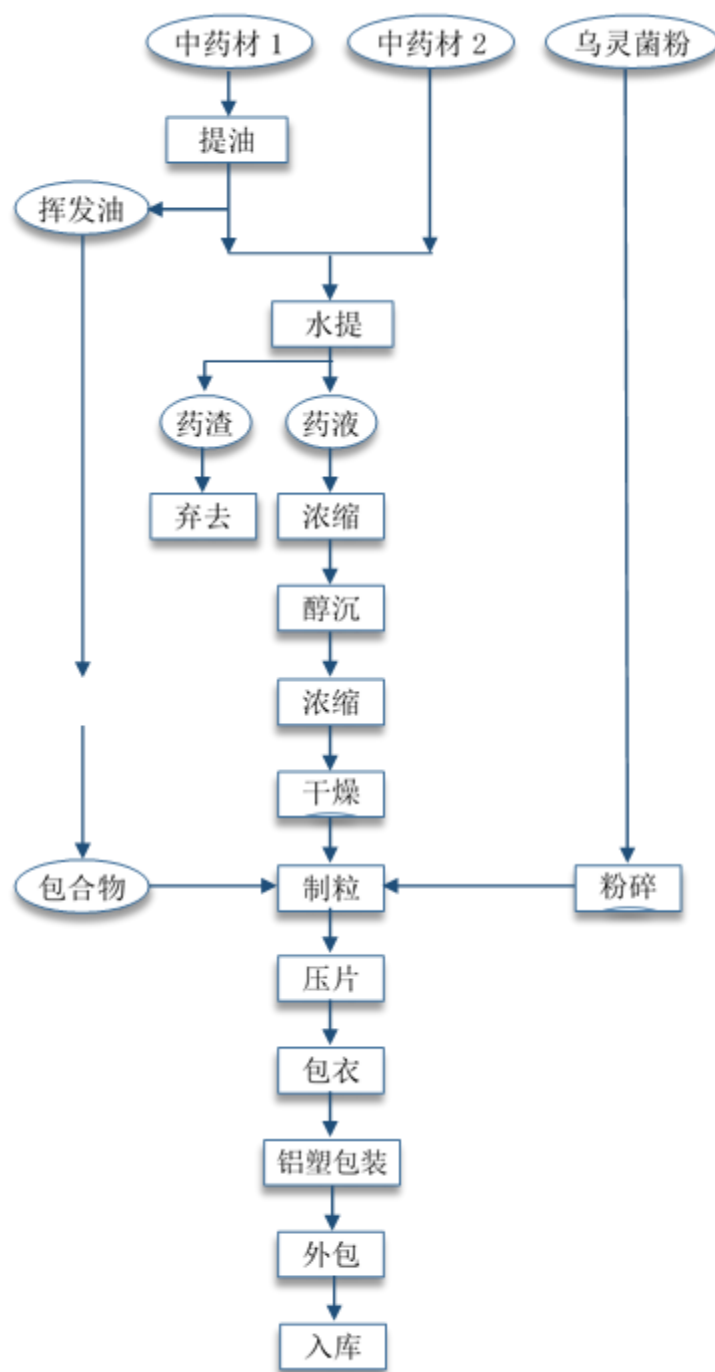 中药材 1
中药材 2
乌灵菌粉
提油
挥发油
水提
药渣
药液
弃去
浓缩
醇沉
浓缩
干燥
包合物
制粒
粉碎
压片
包衣
铝塑包装
外包
入库